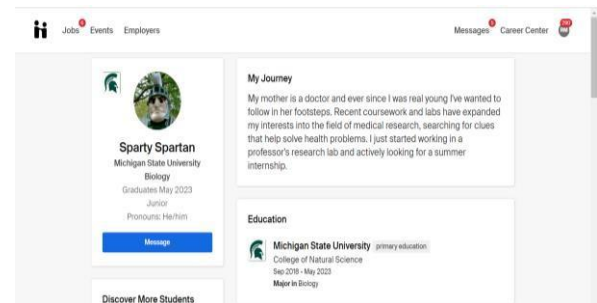 Jobs Events Employers Messages Career Center
My Journey
My mother is a doctor and ever since I was real young I've wanted to
follow in her footsteps. Recent coursework and labs have expanded
my interests into the field of medical research, searching for clues
that help solve health problems. I just started working in a
professor's research lab and actively looking for a summer
internship.
Sparty Spartan
Michigan State University
Biology
Graduates May 2023
Junior
Pronouns: He/him
Message
Education
Michigan State University primary education
College of Natural Science
Sep 2018 - May 2023
Major in Biology
Discover More Students